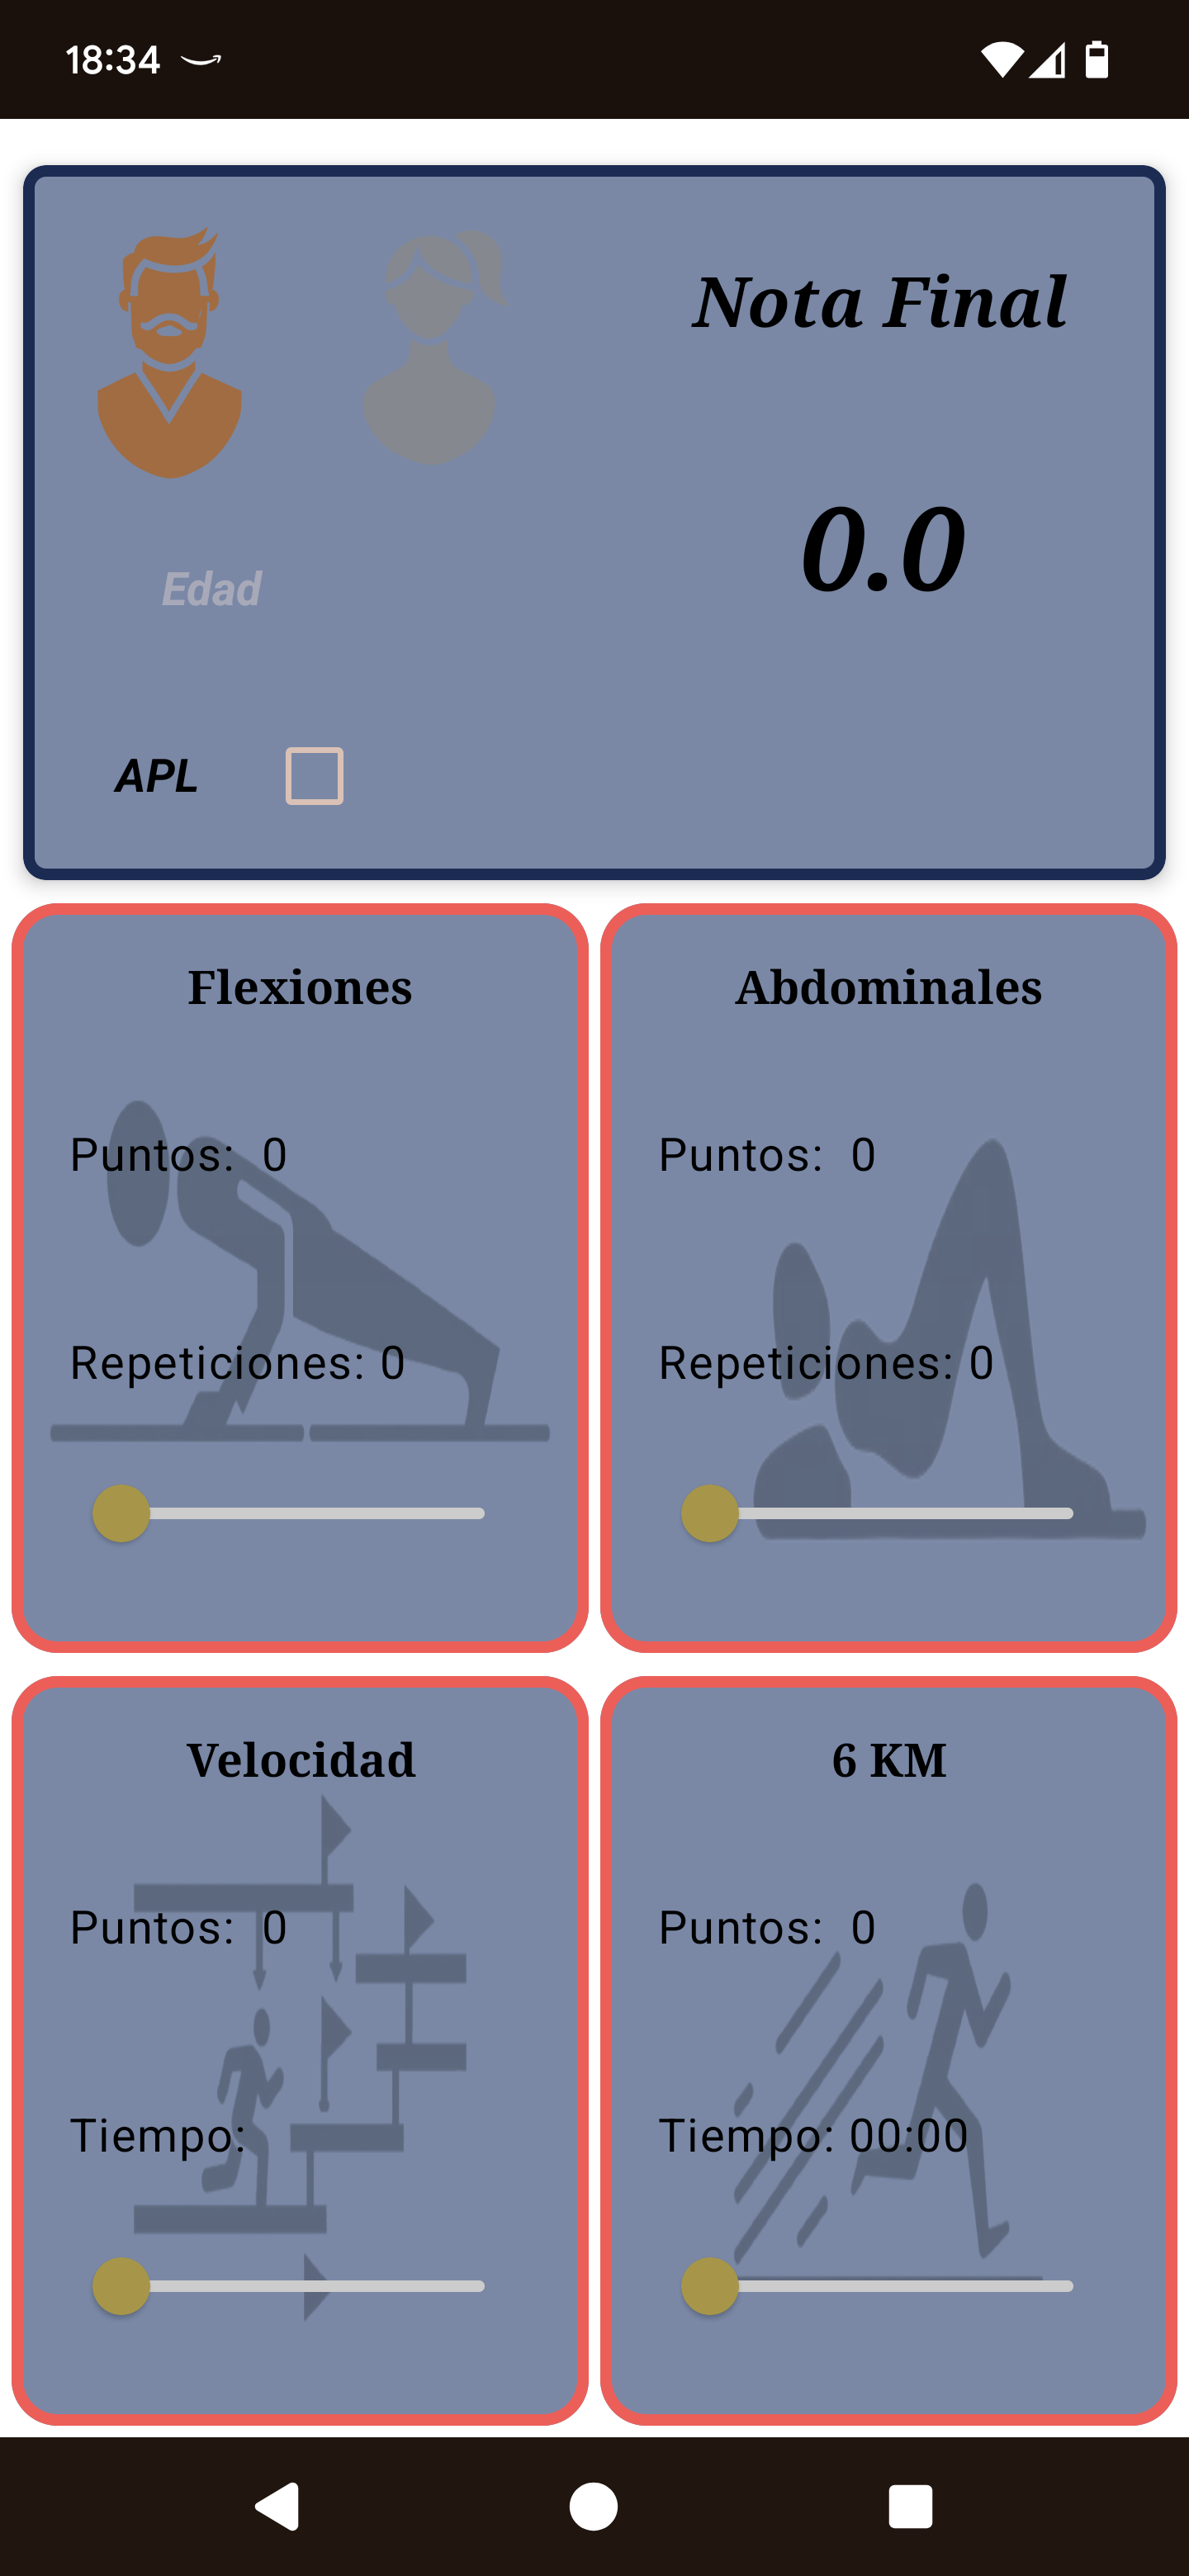 18:34
Nota Final
0.0
Edad
APL
Flexiones
Puntos: 0
Repeticiones: 0
Abdominales
Puntos: 0
Repeticiones: 0
Velocidad
Puntos: 0
Tiempo:
6 KM
Puntos: 0
Tiempo: 00:00